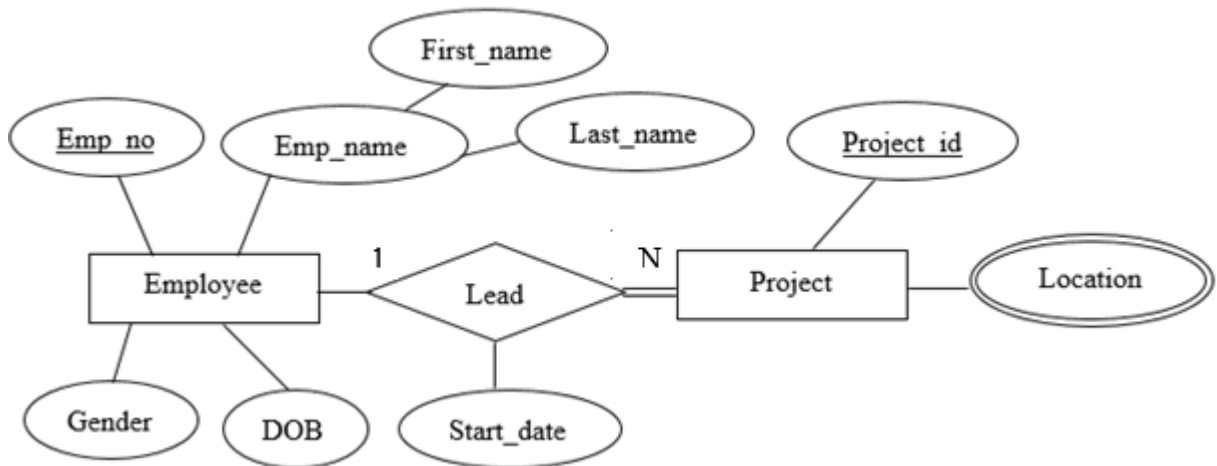 First_name
Emp_no
Emp_name
Last_name
Project_id
1
N
Employee
Lead
Project
Location
Gender
DOB
Start_date